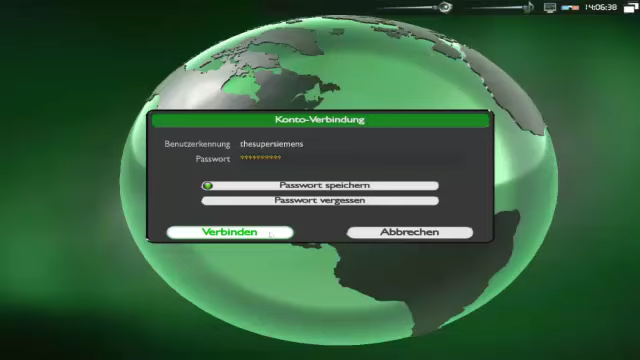 14:06:38
Konto-Verbindung
Benutzerkennung thesupersiemens
Passwort **********
Passwort speichern
Passwort vergessen
Verbinden Abbrechen